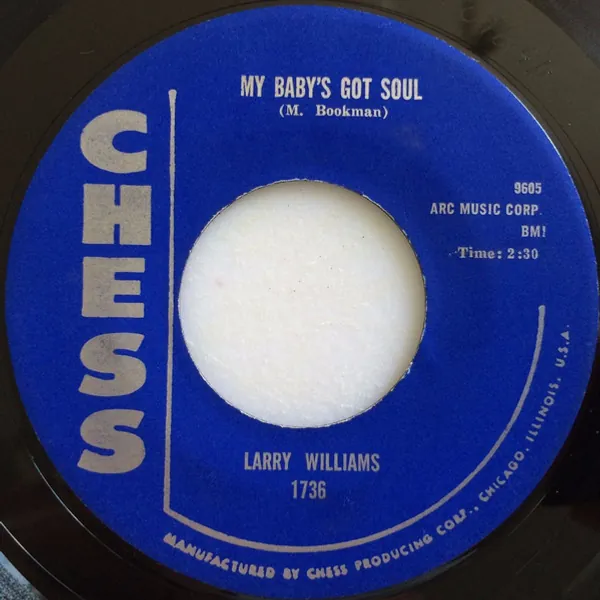 CHESS
MY BABY'S GOT SOUL
(M. Bookman)
9605
ARC MUSIC CORP.
BMI
Time: 2:30
LARRY WILLIAMS
1736
MANUFACTURED BY CHESS PRODUCING CORP., CHICAGO, ILLINOIS, U.S.A.